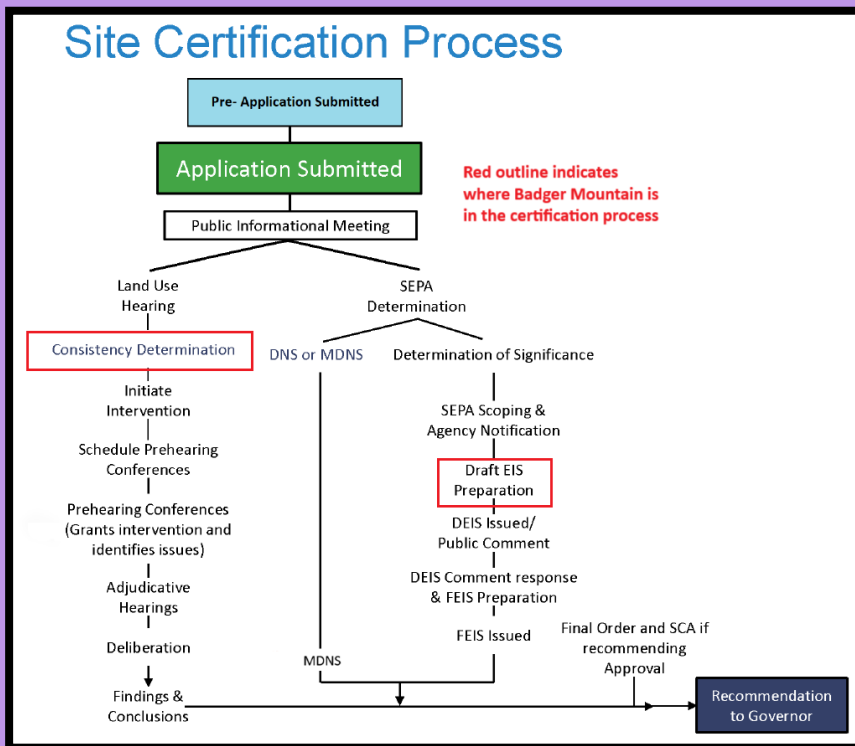 Site Certification Process
Pre- Application Submitted
Application Submitted
Red outline indicates
where Badger Mountain is
in the certification process
Public Informational Meeting
Land Use
Hearing
SEPA
Determination
Consistency Determination
DNS or MDNS
Determination of Significance
Initiate
Intervention
SEPA Scoping &
Agency Notification
Schedule Prehearing
Conferences
Draft EIS
Preparation
Prehearing Conferences
(Grants intervention and
identifies issues)
DEIS Issued/
Public Comment
Adjudicative
Hearings
DEIS Comment response
& FEIS Preparation
Deliberation
FEIS Issued
Final Order and SCA if
recommending
Approval
MDNS
Findings &
Conclusions
Recommendation
to Governor